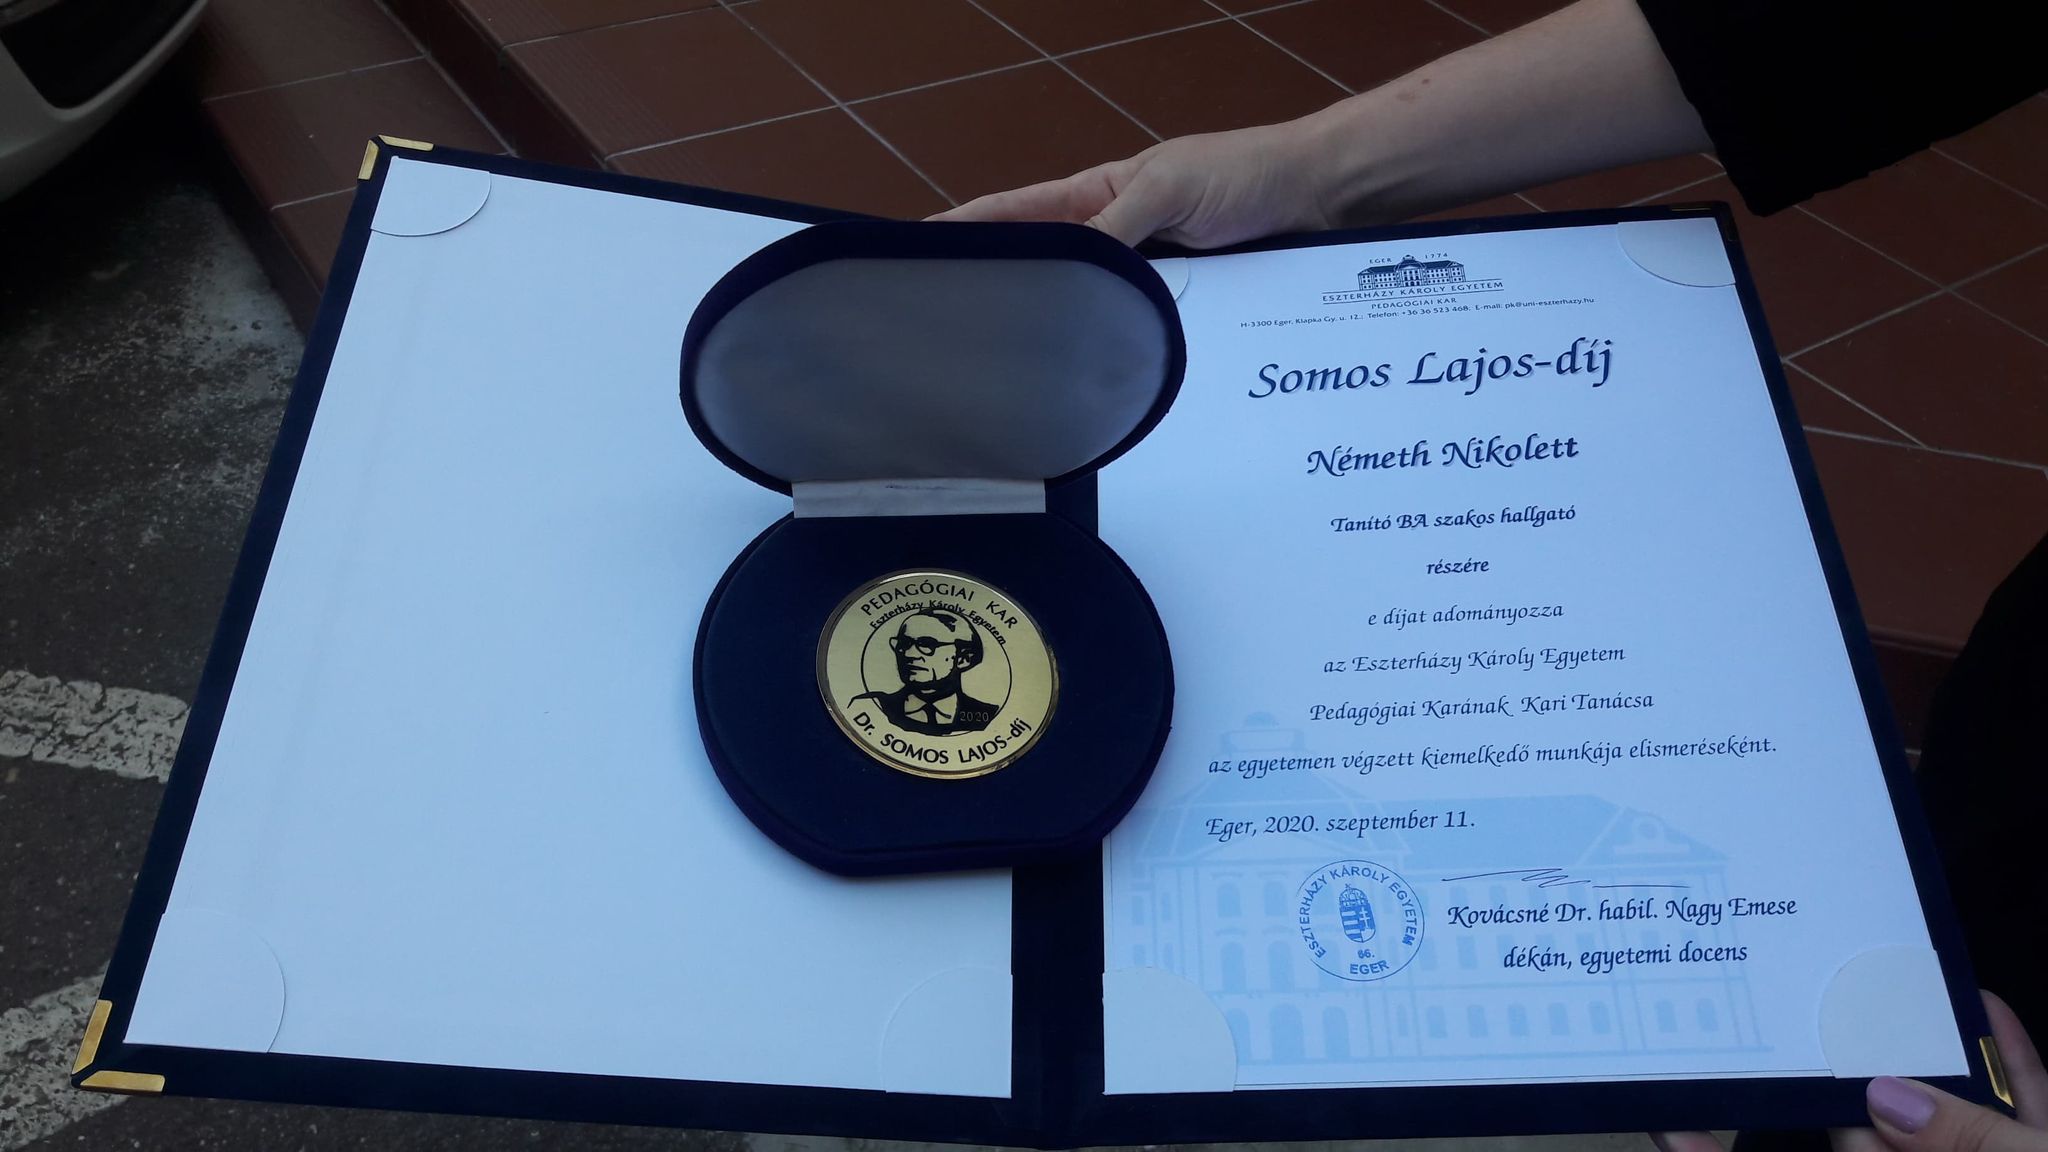 PEDAGÓGIAI KAR
Eszterházy Károly Egyetem
2020
Dr. SOMOS LAJOS-díj
EGER 1774
ESZTERHÁZY KÁROLY EGYETEM
PEDAGÓGIAI KAR
H-3300 Eger, Klapka Gy. u. 12.; Telefon: +36 36 523 468, E-mail: pk@uni-eszterhazy.hu
Somos Lajos-díj
Németh Nikolett
Tanító BA szakos hallgató
részére
e díjat adományozza
az Eszterházy Károly Egyetem
Pedagógiai Karának Kari Tanácsa
az egyetemen végzett kiemelkedő munkája elismeréseként.
Eger, 2020. szeptember 11.
ESZTERHÁZY KÁROLY EGYETEM
66.
EGER
Kovácsné Dr. habil. Nagy Emese
dékán, egyetemi docens